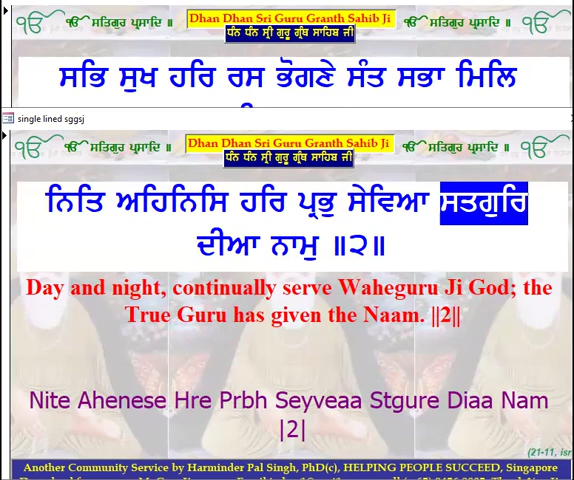 ੴ ੴ ਸਤਿਗੁਰ ਪ੍ਰਸਾਦਿ ॥ Dhan Dhan Sri Guru Granth Sahib Ji ੴ ਸਤਿਗੁਰ ਪ੍ਰਸਾਦਿ ॥ ੴ
ਧੰਨ ਧੰਨ ਸ੍ਰੀ ਗੁਰੂ ਗ੍ਰੰਥ ਸਾਹਿਬ ਜੀ
ਸਭਿ ਸੁਖ ਹਰਿ ਰਸ ਭੋਗਣੇ ਸੰਤ ਸਭਾ ਮਿਲਿ
single lined sggsj
ੴ ੴ ਸਤਿਗੁਰ ਪ੍ਰਸਾਦਿ ॥ Dhan Dhan Sri Guru Granth Sahib Ji ੴ ਸਤਿਗੁਰ ਪ੍ਰਸਾਦਿ ॥ ੴ
ਧੰਨ ਧੰਨ ਸ੍ਰੀ ਗੁਰੂ ਗ੍ਰੰਥ ਸਾਹਿਬ ਜੀ
ਨਿਤਿ ਅਹਿਨਿਸਿ ਹਰਿ ਪ੍ਰਭੁ ਸੇਵਿਆ ਸਤਗੁਰਿ
ਦੀਆ ਨਾਮੁ ॥੨॥
Day and night, continually serve Waheguru Ji God; the
True Guru has given the Naam. ||2||
Nite Ahenese Hre Prbh Seyveaa Stgure Diaa Nam
|2|
(21-11, isr
Another Community Service by Harminder Pal Singh, PhD(c), HELPING PEOPLE SUCCEED, Singapore